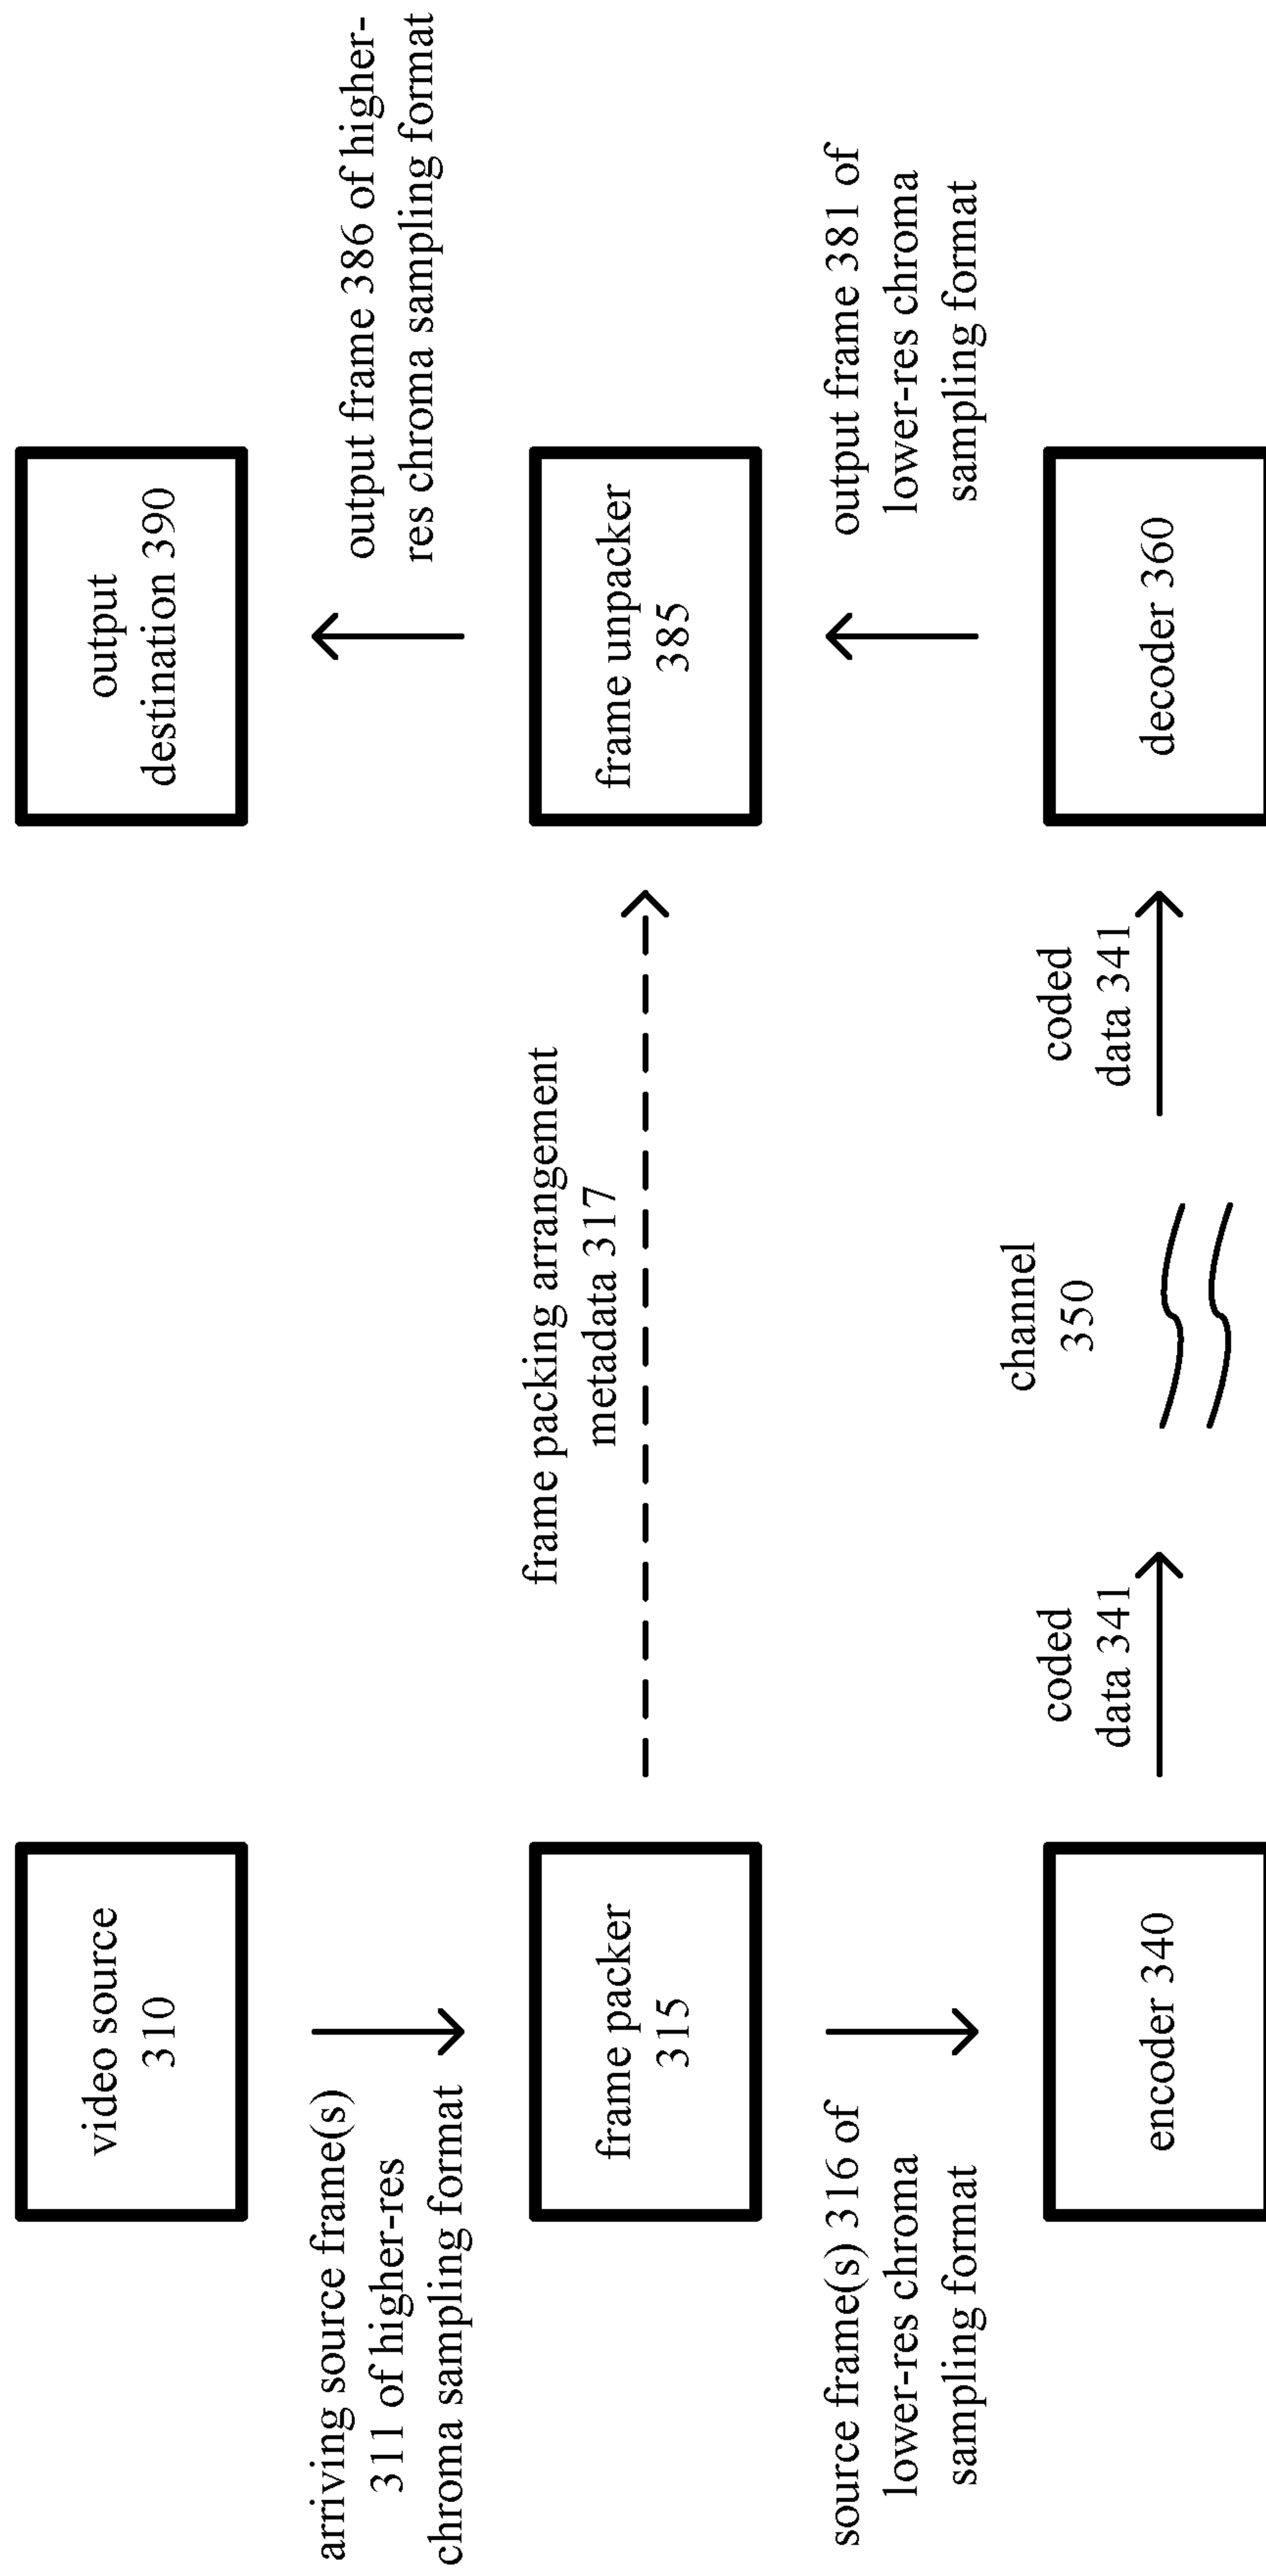 video source
310
arriving source frame(s)
311 of higher-res
chroma sampling format
frame packer
315
source frame(s) 316 of
lower-res chroma
sampling format
encoder 340
coded
data 341
channel
350
coded
data 341
frame packing arrangement
metadata 317
decoder 360
output frame 381 of
lower-res chroma
sampling format
frame unpacker
385
output frame 386 of higher-
res chroma sampling format
output
destination 390